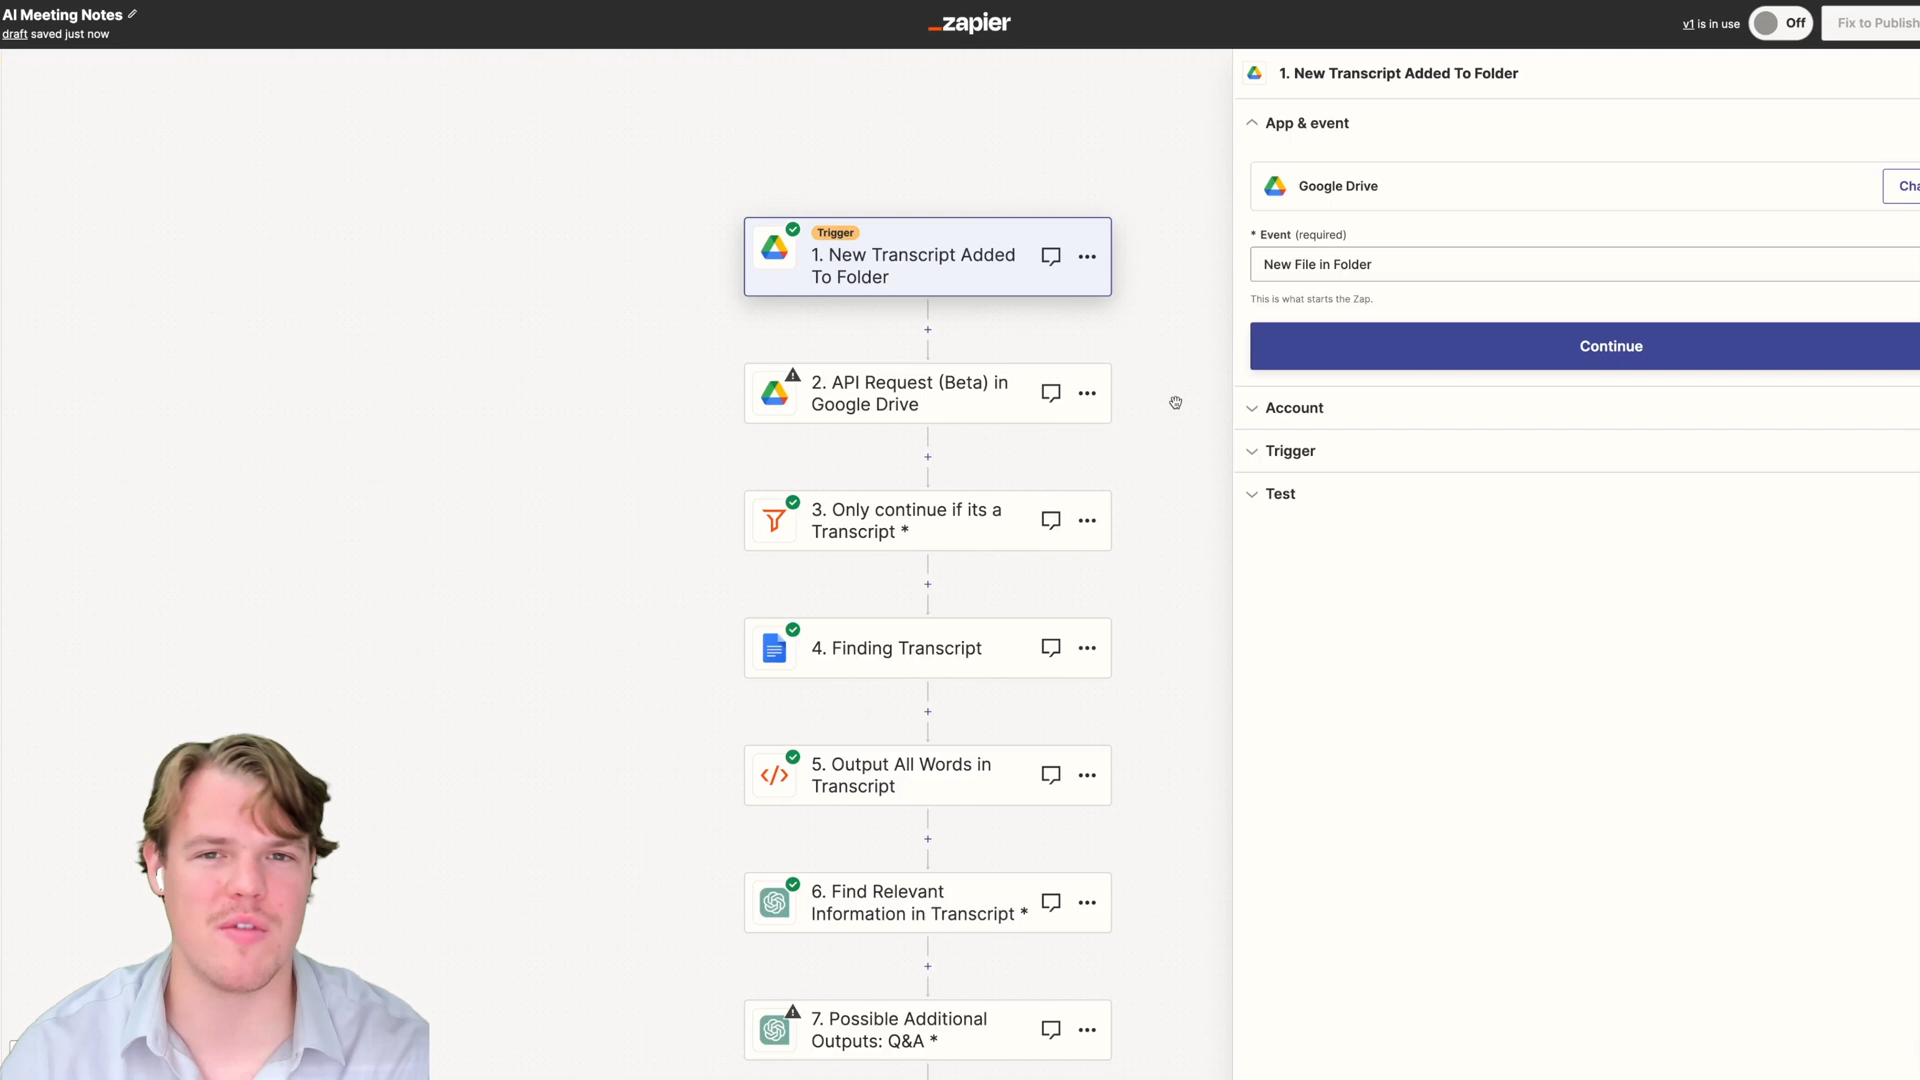 AI Meeting Notes
draft saved just now
zapier
v1 is in use
Off
Fix to Publish
1. New Transcript Added To Folder
App & event
Google Drive
Cha
* Event (required)
New File in Folder
This is what starts the Zap.
Continue
Account
Trigger
Test
Trigger
1. New Transcript Added
To Folder
2. API Request (Beta) in
Google Drive
3. Only continue if its a
Transcript *
4. Finding Transcript
5. Output All Words in
Transcript
6. Find Relevant
Information in Transcript *
7. Possible Additional
Outputs: Q&A *